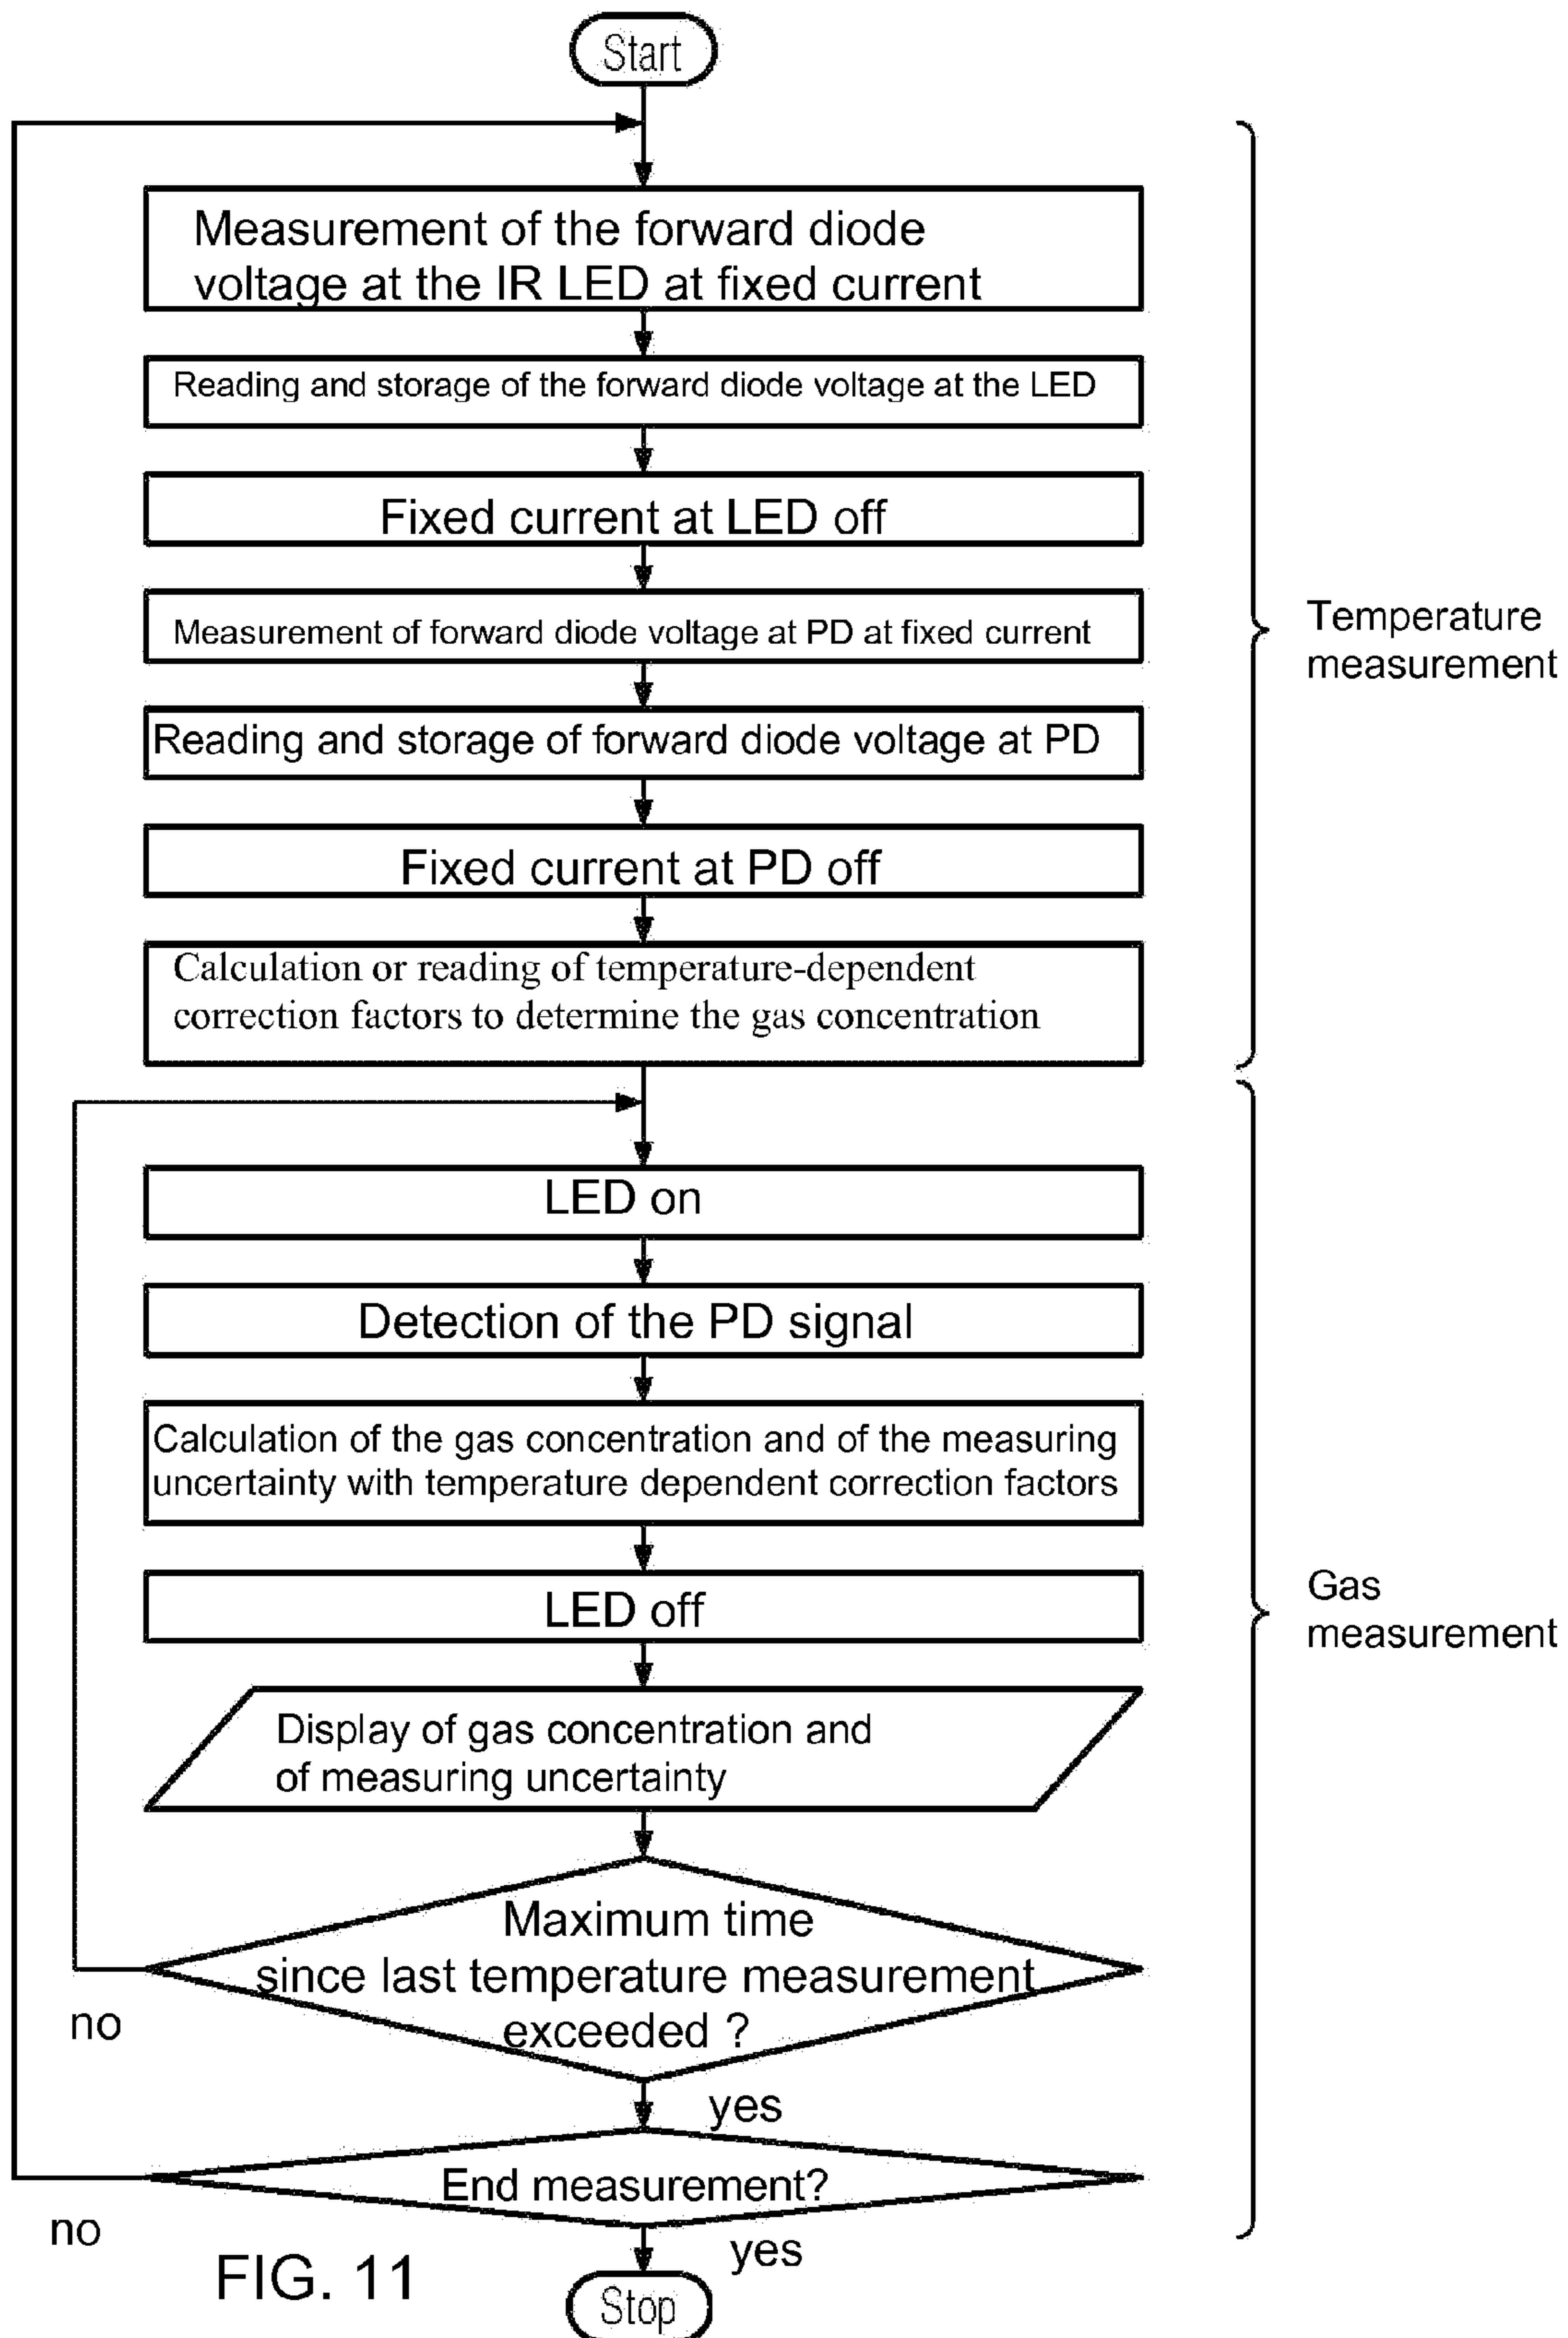 Start
Measurement of the forward diode
voltage at the IR LED at fixed current
Reading and storage of the forward diode voltage at the LED
Fixed current at LED off
Measurement of forward diode voltage at PD at fixed current
Reading and storage of forward diode voltage at PD
Fixed current at PD off
Calculation or reading of temperature-dependent
correction factors to determine the gas concentration
Temperature
measurement
LED on
Detection of the PD signal
Calculation of the gas concentration and of the measuring
uncertainty with temperature dependent correction factors
LED off
Display of gas concentration and
of measuring uncertainty
Gas
measurement
Maximum time
since last temperature measurement
exceeded ?
no
yes
End measurement?
no
yes
FIG. 11
Stop